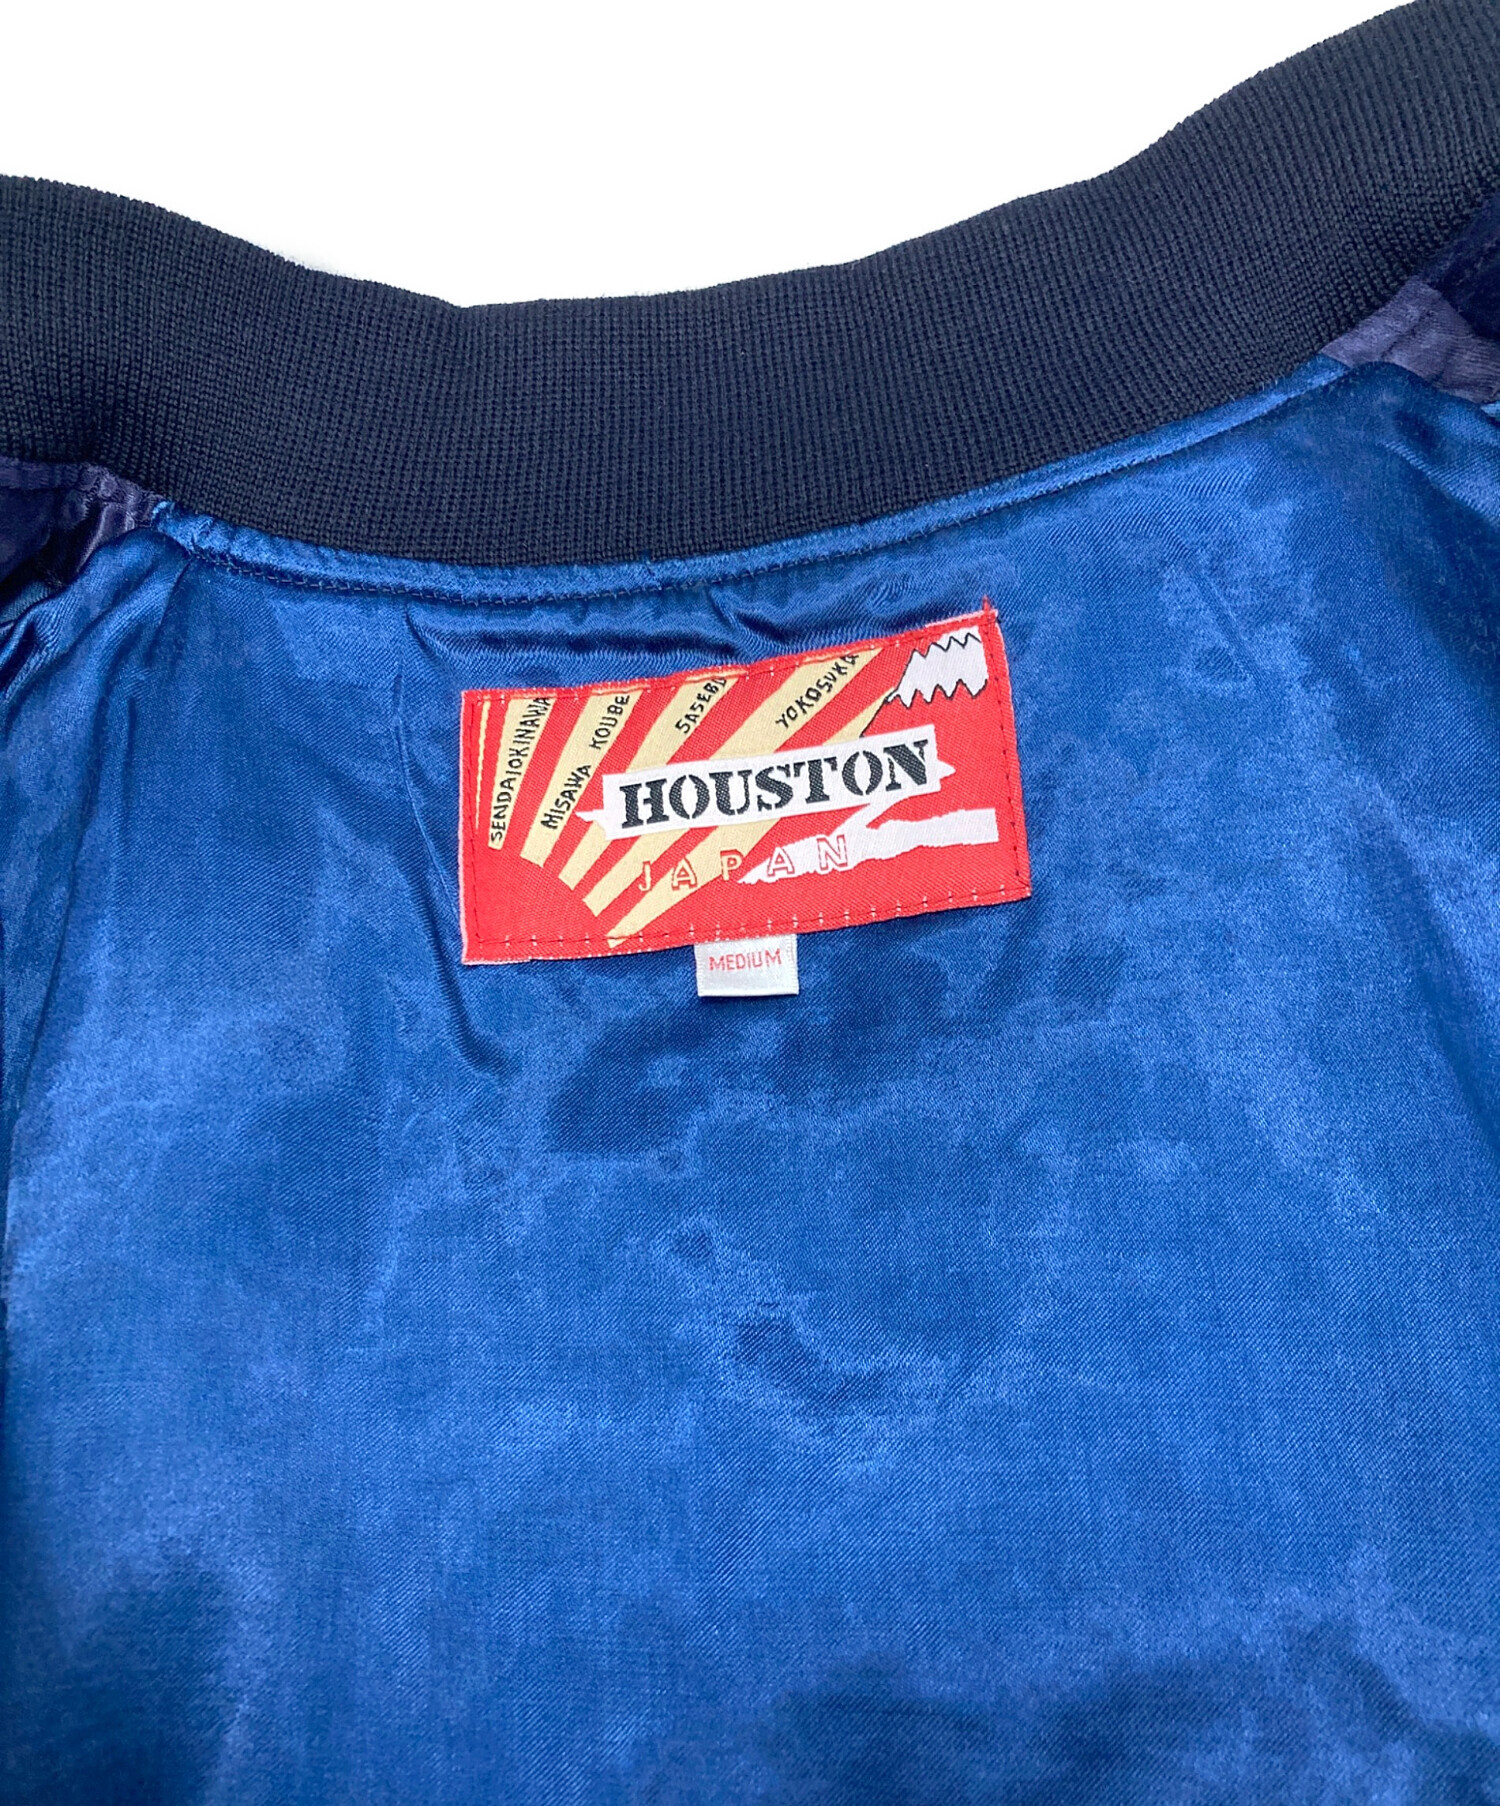 SENDAI OKINAWA
MISAWA KOUBE
SASEBO
YOKOSUKA
HOUSTON
JAPAN
MEDIUM